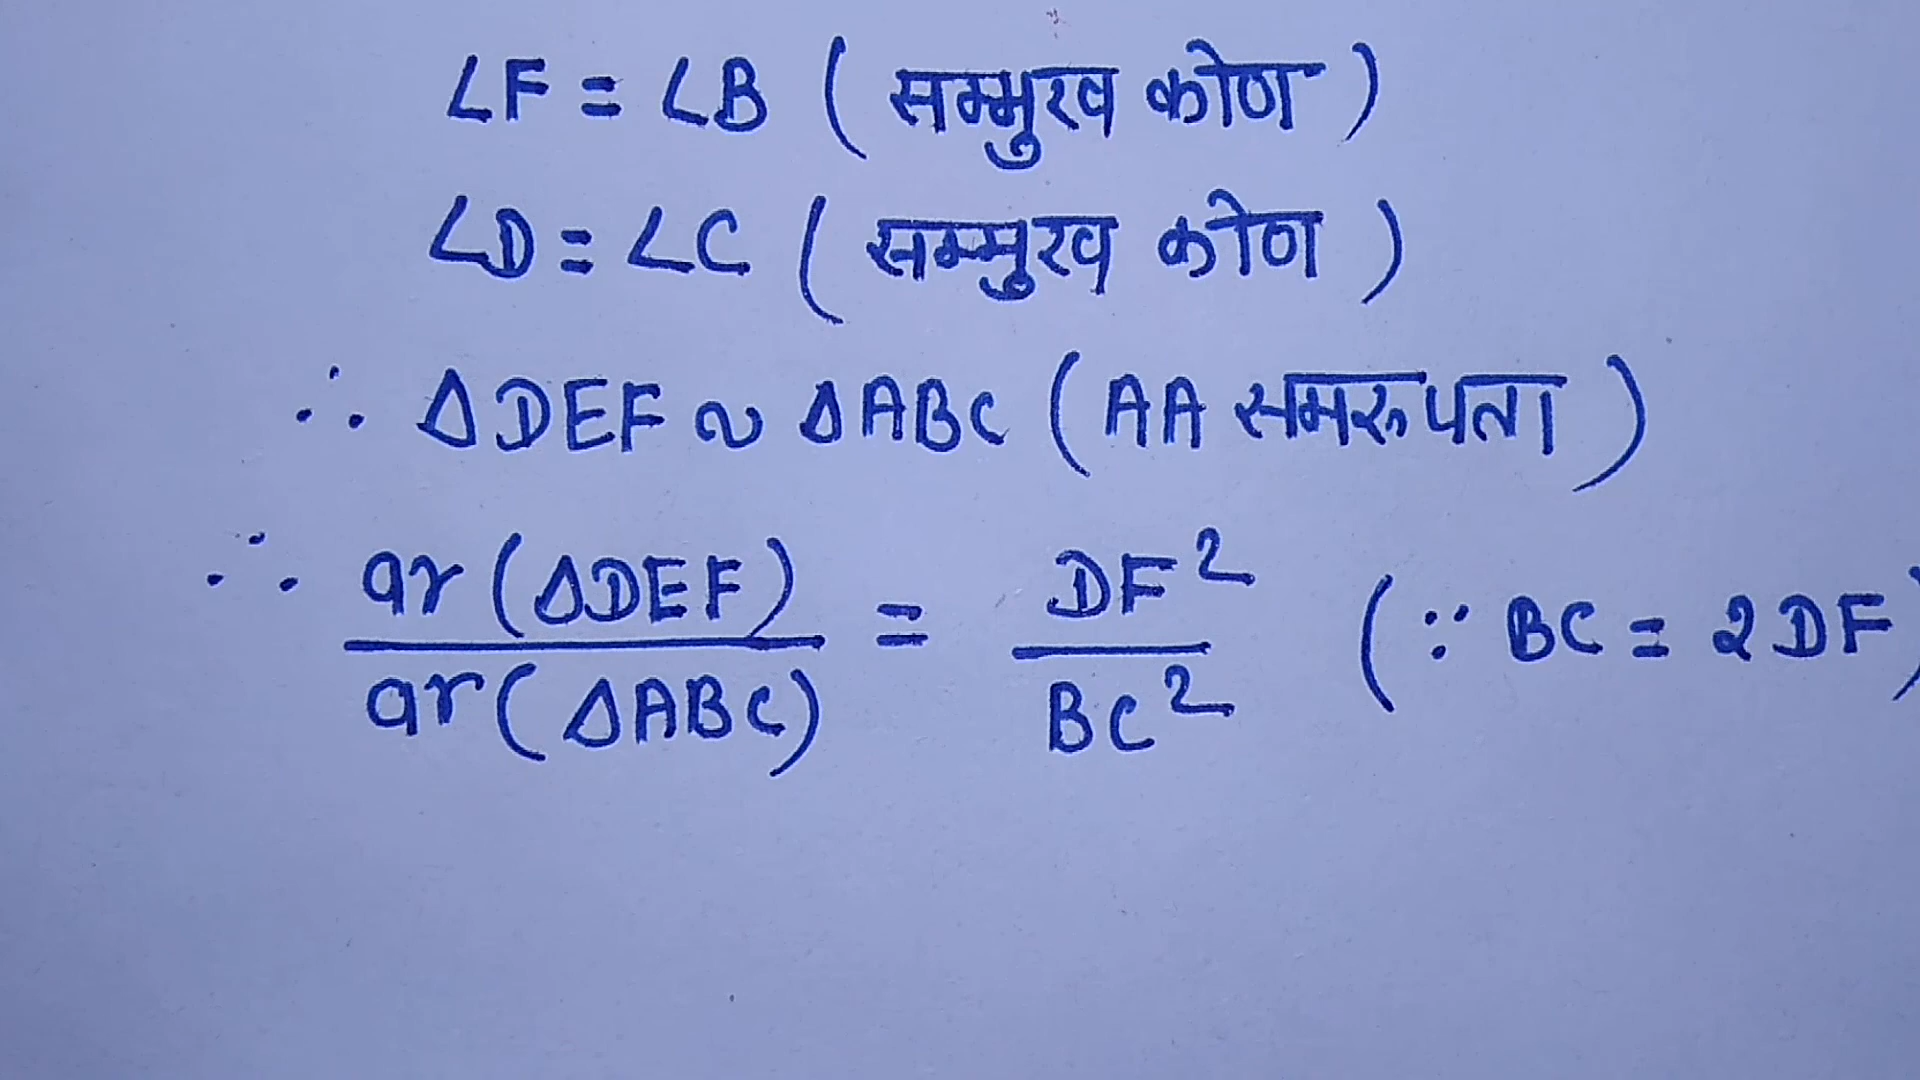 ∠F = ∠B ( सम्मुख कोण )
∠D = ∠C ( सम्मुख कोण )
∴ ΔDEF ~ ΔABC ( AA समरुपता )
∴ ar(ΔDEF)/ar(ΔABC) = DF²/BC² (∵ BC = 2DF)